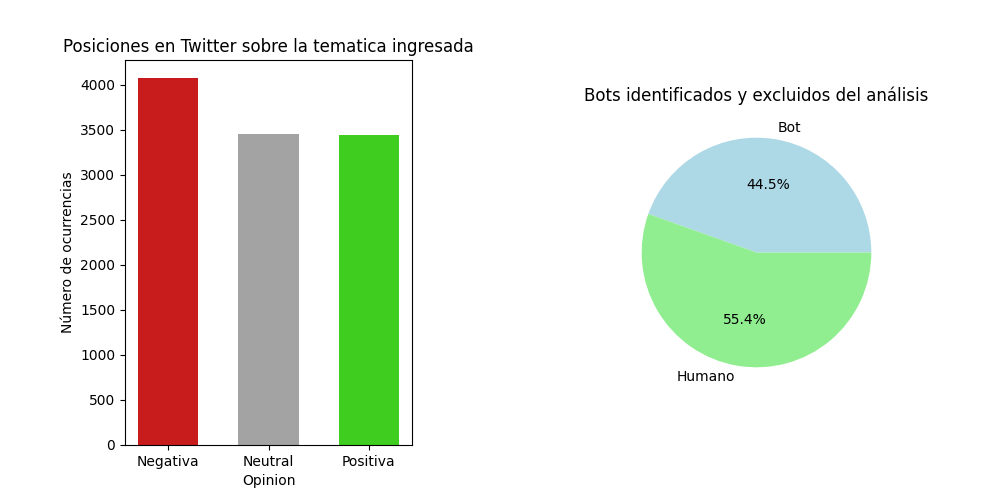 Posiciones en Twitter sobre la tematica ingresada
Número de ocurrencias
4000
3500
3000
2500
2000
1500
1000
500
0
Negativa
Neutral
Positiva
Opinion
Bots identificados y excluidos del análisis
Bot
44.5%
55.4%
Humano